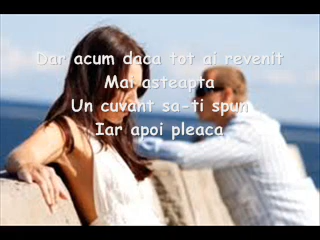 Dar acum daca tot ai revenit
Mai asteapta
Un cuvant sa-ti spun
Iar apoi pleaca